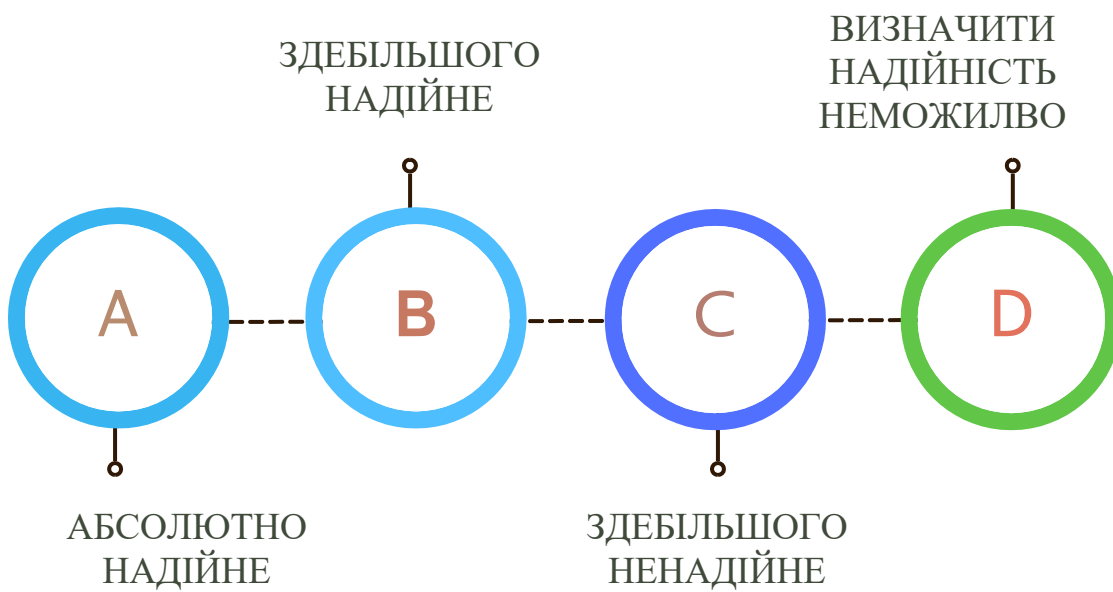 ЗДЕБІЛЬШОГО
НАДІЙНЕ
ВИЗНАЧИТИ
НАДІЙНІСТЬ
НЕМОЖИЛВО
A
B
C
D
АБСОЛЮТНО
НАДІЙНЕ
ЗДЕБІЛЬШОГО
НЕНАДІЙНЕ